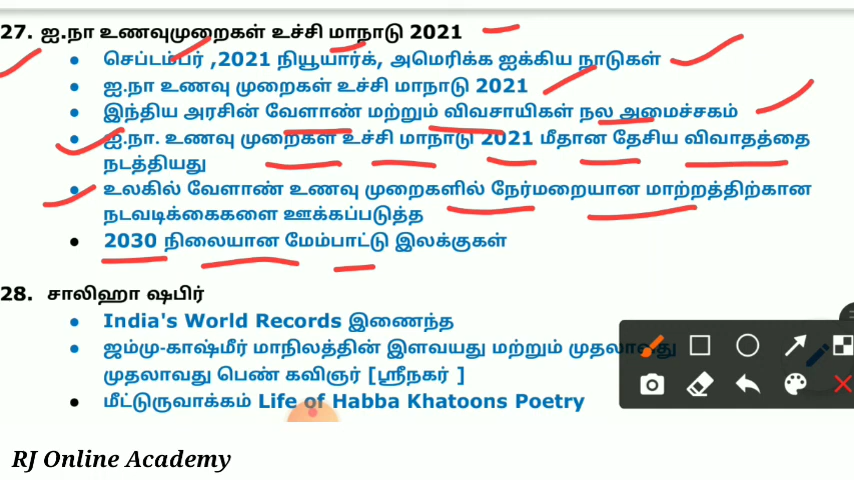 27. ஐ.நா உணவுமுறைகள் உச்சி மாநாடு 2021
• செப்டம்பர் ,2021 நியூயார்க், அமெரிக்க ஐக்கிய நாடுகள்
• ஐ.நா உணவு முறைகள் உச்சி மாநாடு 2021
• இந்திய அரசின் வேளாண் மற்றும் விவசாயிகள் நல அமைச்சகம்
• ஐ.நா. உணவு முறைகள் உச்சி மாநாடு 2021 மீதான தேசிய விவாதத்தை
நடத்தியது
• உலகில் வேளாண் உணவு முறைகளில் நேர்மறையான மாற்றத்திற்கான
நடவடிக்கைகளை ஊக்கப்படுத்த
• 2030 நிலையான மேம்பாட்டு இலக்குகள்
28. சாலிஹா ஷபிர்
• India's World Records இணைந்த
• ஜம்மு-காஷ்மீர் மாநிலத்தின் இளவயது மற்றும் முதலாவது
முதலாவது பெண் கவிஞர் [ஸ்ரீநகர் ]
• மீட்டுருவாக்கம் Life of Habba Khatoons Poetry
RJ Online Academy